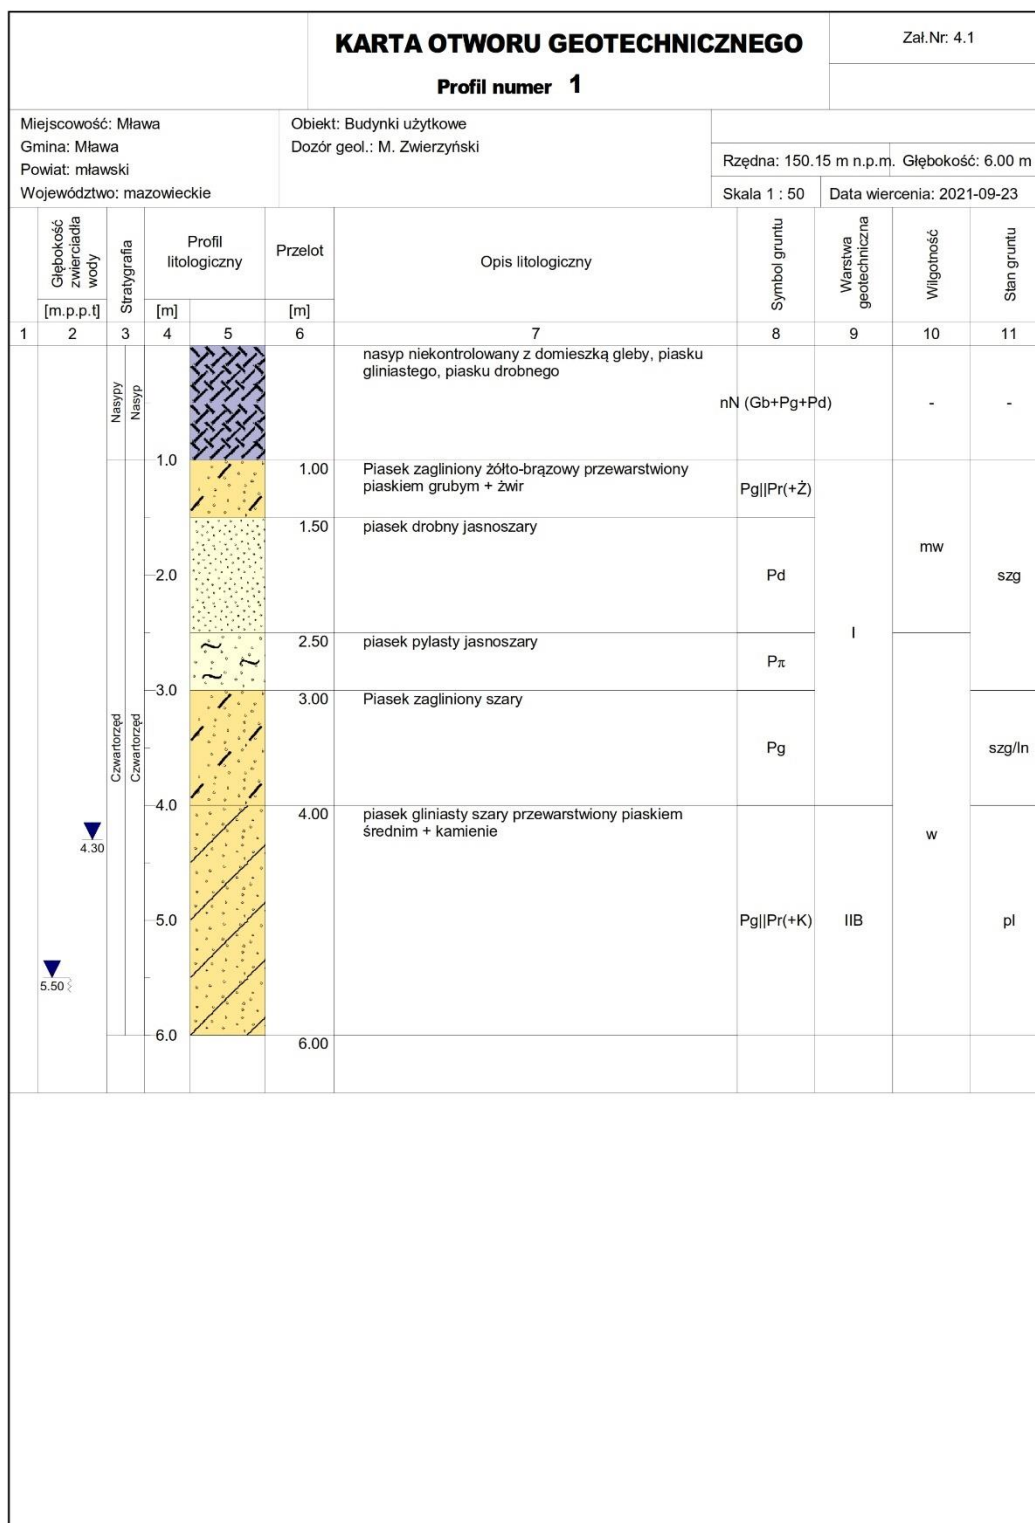 KARTA OTWORU GEOTECHNICZNEGO
Zał.Nr: 4.1
Profil numer 1
Miejscowość: Mława
Gmina: Mława
Powiat: mławski
Województwo: mazowieckie
Obiekt: Budynki użytkowe
Dozór geol.: M. Zwierzyński
Rzędna: 150.15 m n.p.m. Głębokość: 6.00 m
Skala 1 : 50 Data wiercenia: 2021-09-23
Głębokość
zwierciadła
wody
[m.p.p.t]
Stratygrafia
Profil
litologiczny
[m]
Przelot
[m]
Opis litologiczny
Symbol gruntu
Warstwa
geotechniczna
Wilgotność
Stan gruntu
1 2 3 4 5 6 7 8 9 10 11
Nasypy
Nasyp
nasyp niekontrolowany z domieszką gleby, piasku
gliniastego, piasku drobnego
nN (Gb+Pg+Pd) - -
1.0 1.00 Piasek zagliniony żółto-brązowy przewarstwiony
piaskiem grubym + żwir
Pg||Pr(+Ż)
1.50 piasek drobny jasnoszary
mw
2.0 Pd szg
I
2.50 piasek pylasty jasnoszary
Pπ
3.0 3.00 Piasek zagliniony szary
Czwartorzęd
Czwartorzęd
Pg szg/ln
4.0 4.00 piasek gliniasty szary przewarstwiony piaskiem
średnim + kamienie
4.30
w
5.0 Pg||Pr(+K) IIB pl
5.50
6.0 6.00